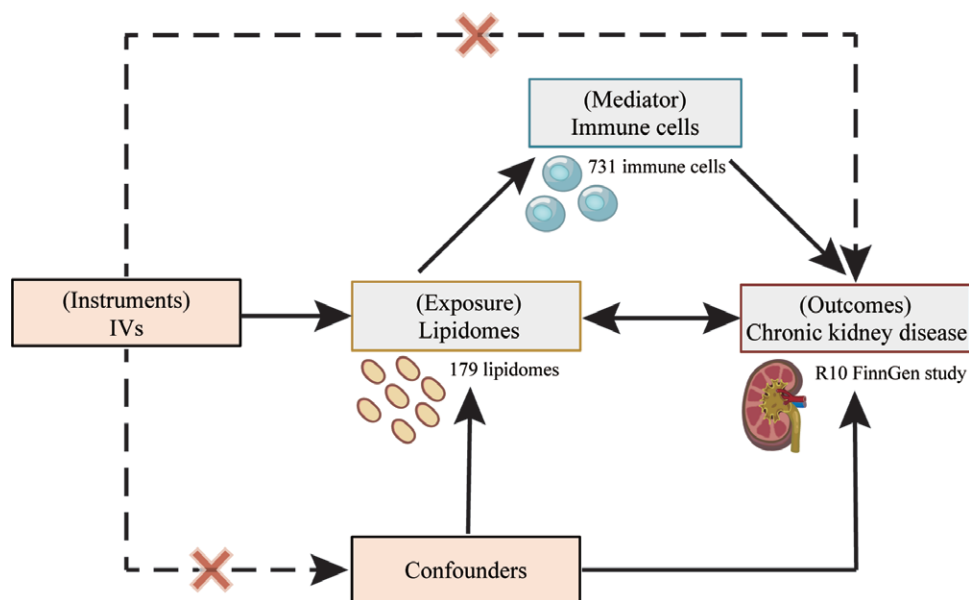 (Mediator)
Immune cells
731 immune cells
(Instruments)
IVs
(Exposure)
Lipidomes
(Outcomes)
Chronic kidney disease
179 lipidomes
R10 FinnGen study
Confounders